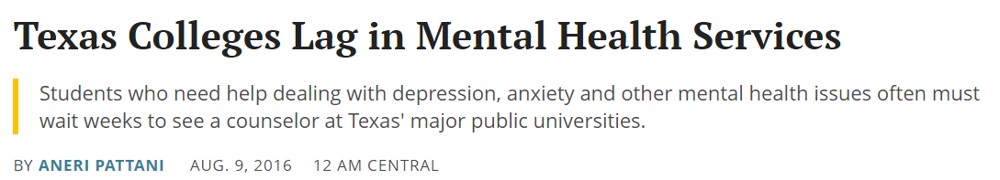 Texas Colleges Lag in Mental Health Services
Students who need help dealing with depression, anxiety and other mental health issues often must
wait weeks to see a counselor at Texas' major public universities.
BY ANERI PATTANI AUG. 9, 2016 12 AM CENTRAL